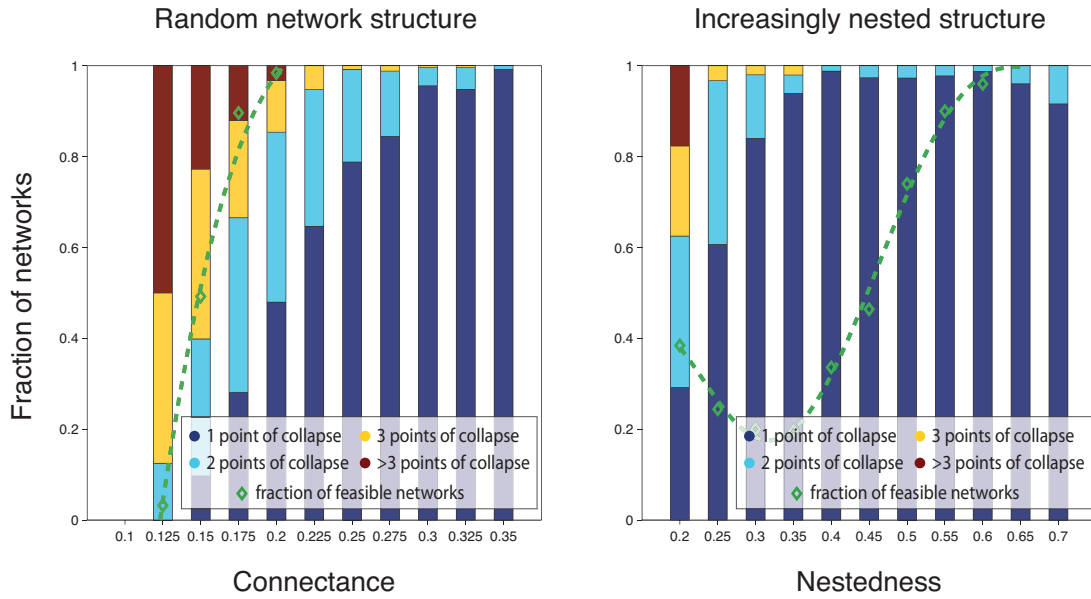 Random network structure
Increasingly nested structure
Fraction of networks
1
0.8
0.6
0.4
0.2
0
1 point of collapse
3 points of collapse
2 points of collapse
>3 points of collapse
fraction of feasible networks
0.1 0.125 0.15 0.175 0.2 0.225 0.25 0.275 0.3 0.325 0.35
Connectance
1
0.8
0.6
0.4
0.2
0
1 point of collapse
3 points of collapse
2 points of collapse
>3 points of collapse
fraction of feasible networks
0.2 0.25 0.3 0.35 0.4 0.45 0.5 0.55 0.6 0.65 0.7
Nestedness